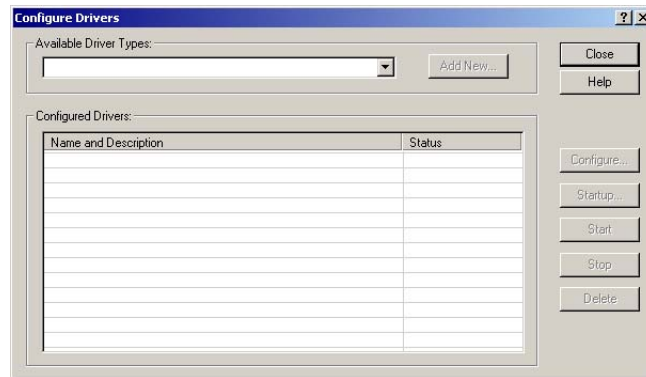 Configure Drivers
Available Driver Types:
Add New...
Close
Help
Configured Drivers:
Name and Description Status
Configure...
Startup...
Start
Stop
Delete